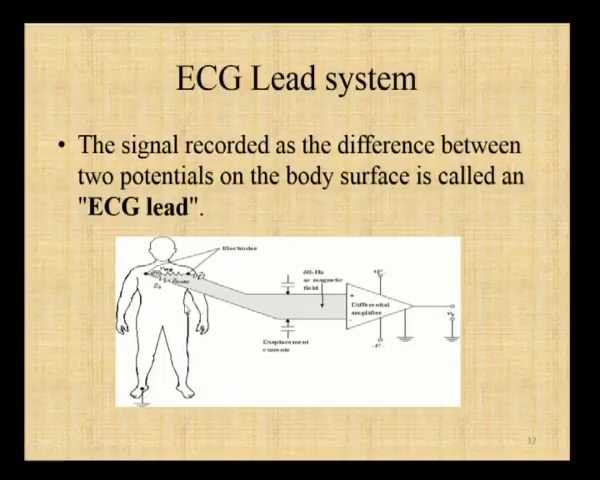 ECG Lead system
• The signal recorded as the difference between
two potentials on the body surface is called an
"ECG lead".
Electrodes
60-Hz
ac magnetic
field
+
Differential
amplifier
-
Displacement
currents
12